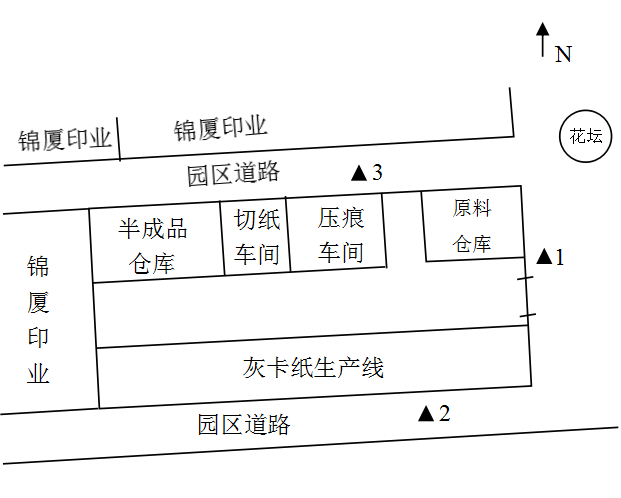 N
花坛
锦厦印业
锦厦印业
园区道路
▲3
半成品
仓库
切纸
车间
压痕
车间
原料
仓库
▲1
锦
厦
印
业
灰卡纸生产线
园区道路
▲2